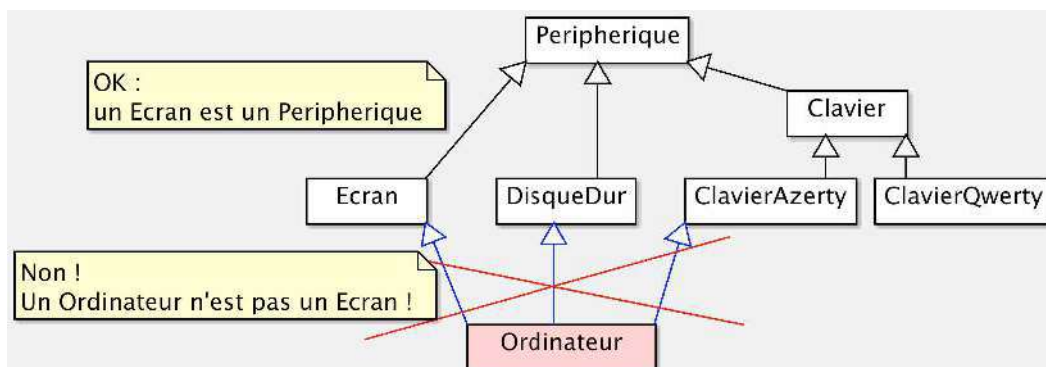 Peripherique
OK :
un Ecran est un Peripherique
Clavier
Ecran
DisqueDur
ClavierAzerty
ClavierQwerty
Non !
Un Ordinateur n'est pas un Ecran !
Ordinateur